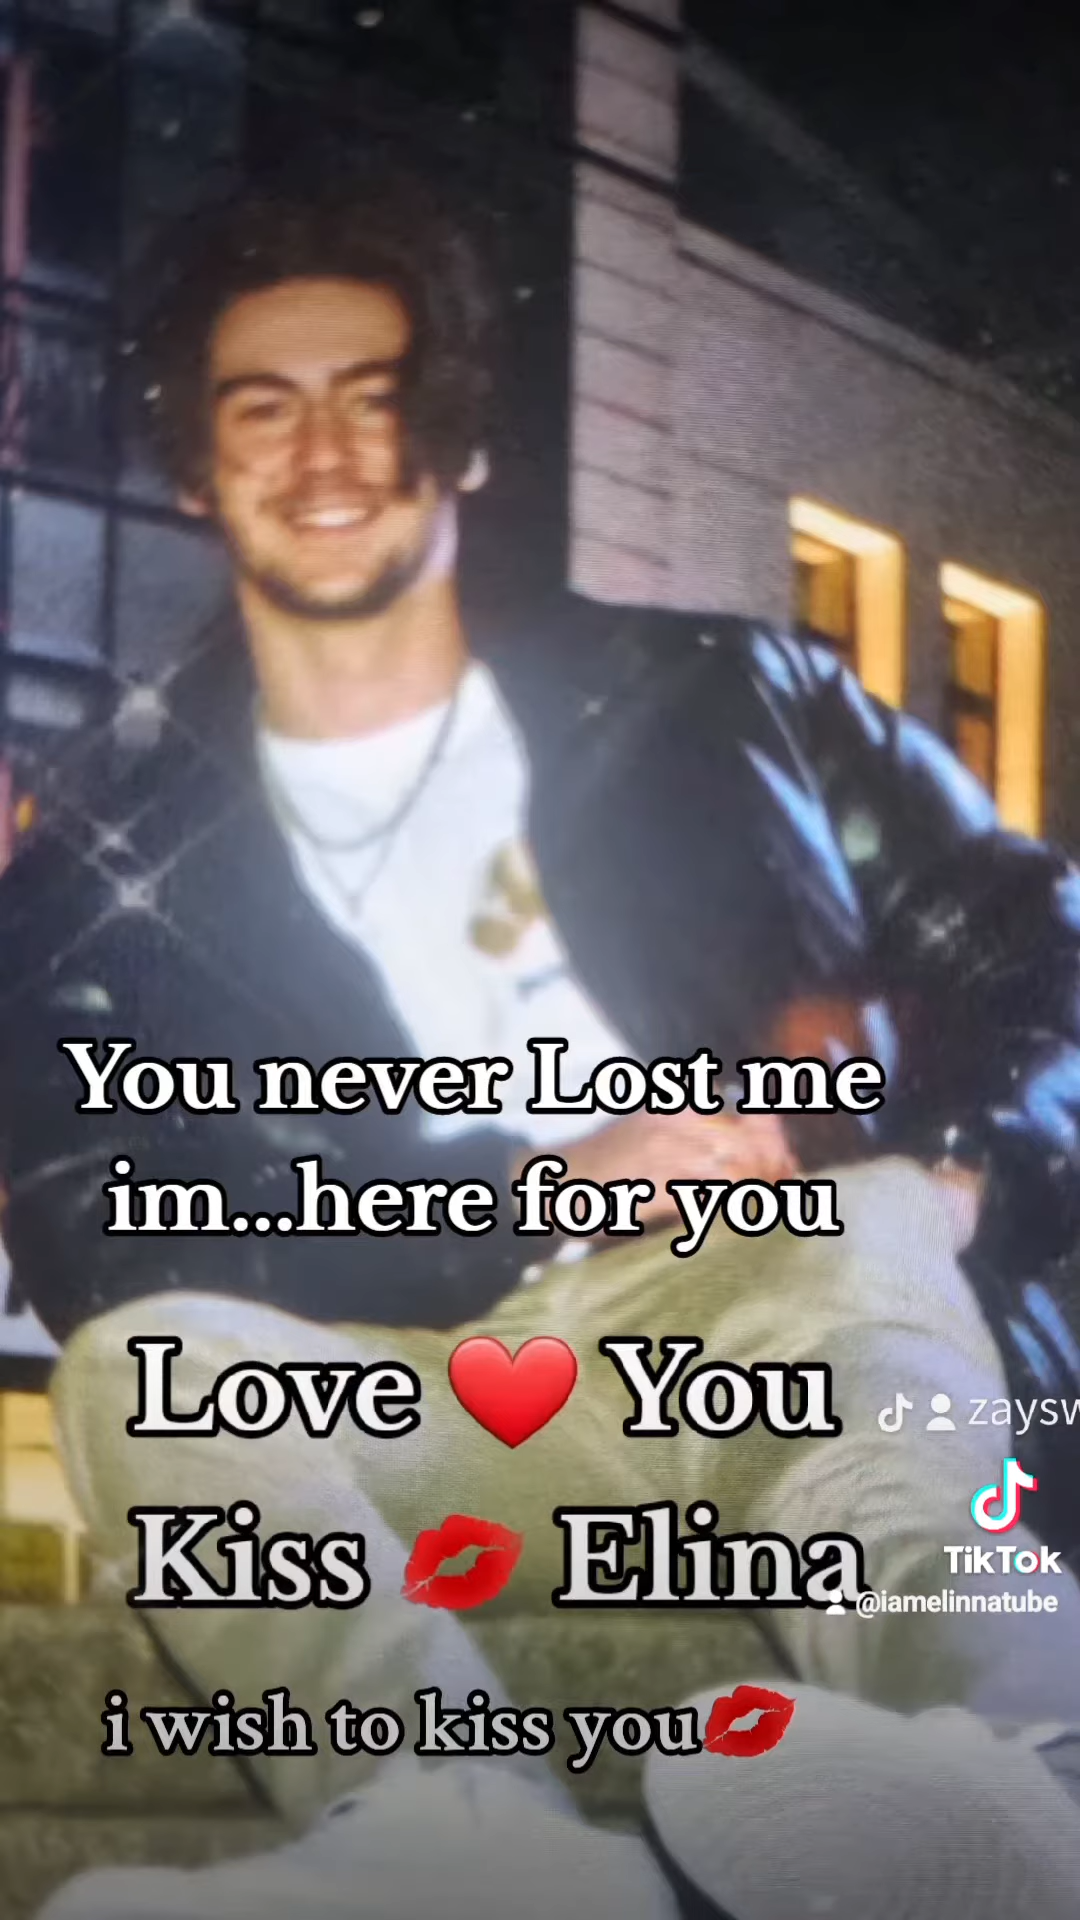 You never Lost me
im...here for you
Love ❤️ You
Kiss 💋 Elina
i wish to kiss you💋
zaysw
TikTok
@iamelinnatube